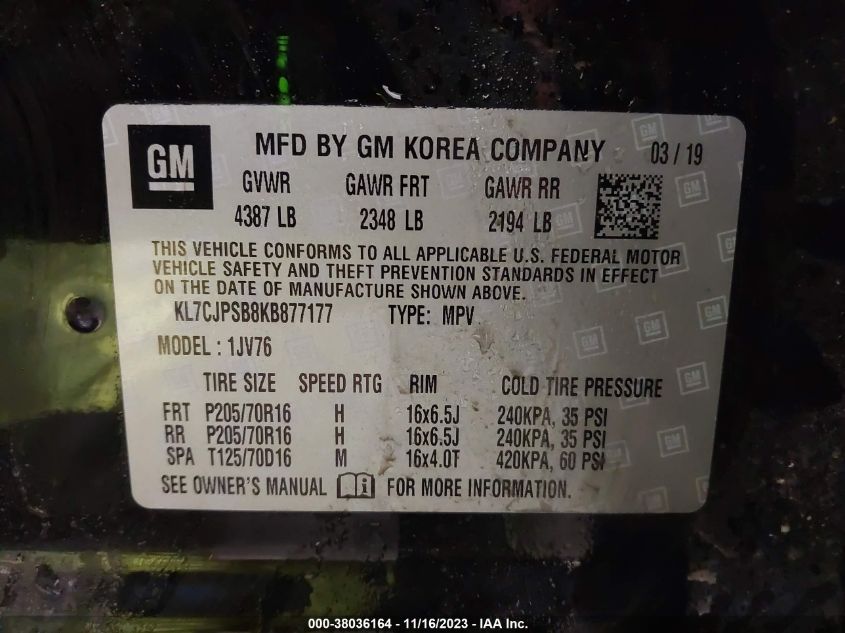 GM
MFD BY GM KOREA COMPANY 03 / 19
GVWR GAWR FRT GAWR RR
4387 LB 2348 LB 2194 LB
THIS VEHICLE CONFORMS TO ALL APPLICABLE U.S. FEDERAL MOTOR
VEHICLE SAFETY AND THEFT PREVENTION STANDARDS IN EFFECT
ON THE DATE OF MANUFACTURE SHOWN ABOVE.
KL7CJPSB8KB877177 TYPE: MPV
MODEL : 1JV76
TIRE SIZE SPEED RTG RIM COLD TIRE PRESSURE
FRT P205/70R16 H 16x6.5J 240KPA, 35 PSI
RR P205/70R16 H 16x6.5J 240KPA, 35 PSI
SPA T125/70D16 M 16x4.0T 420KPA, 60 PSI
SEE OWNER'S MANUAL i FOR MORE INFORMATION.
000-38036164 - 11/16/2023 - IAA Inc.